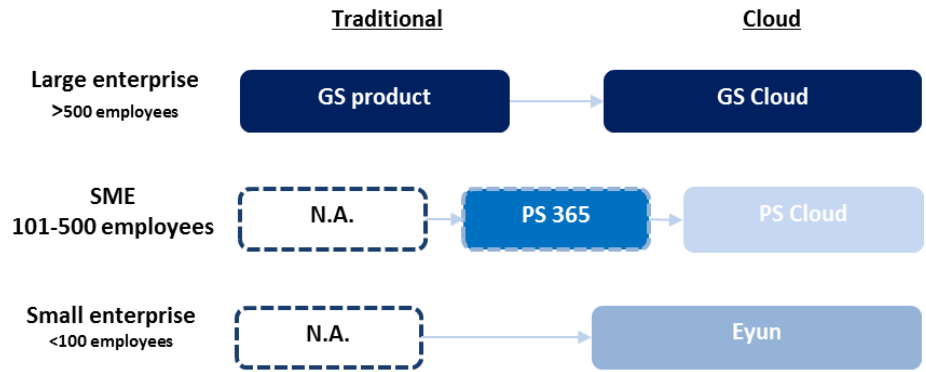 Traditional
Cloud
Large enterprise
>500 employees
GS product
GS Cloud
SME
101-500 employees
N.A.
PS 365
PS Cloud
Small enterprise
<100 employees
N.A.
Eyun